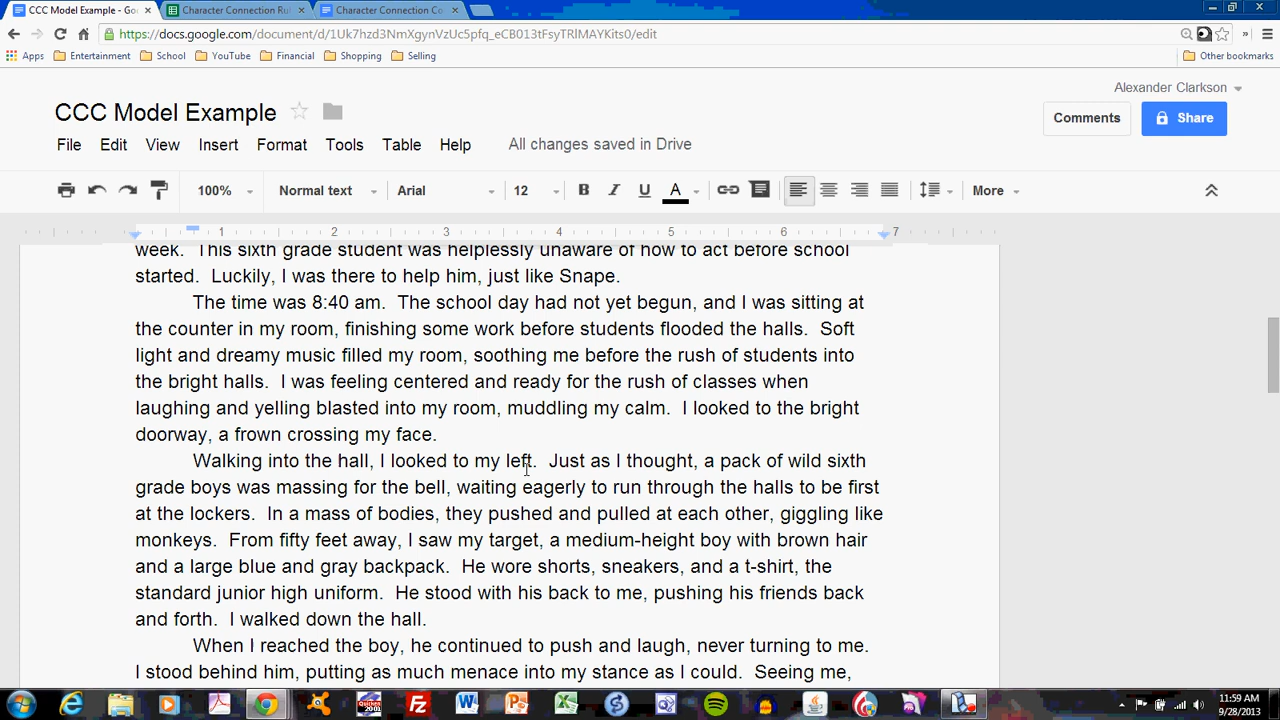 CCC Model Example - Goo
Character Connection Ru
Character Connection Co
https://docs.google.com/document/d/1Uk7hzd3NmXgynVzUc5pfq_eCB013tFsyTRlMAYKits0/edit
Apps Entertainment School YouTube Financial Shopping Selling Other bookmarks
Alexander Clarkson
CCC Model Example
Comments Share
File Edit View Insert Format Tools Table Help All changes saved in Drive
100% Normal text Arial 12 B I U A More
1 2 3 4 5 6 7
week. This sixth grade student was helplessly unaware of how to act before school
started. Luckily, I was there to help him, just like Snape.
The time was 8:40 am. The school day had not yet begun, and I was sitting at
the counter in my room, finishing some work before students flooded the halls. Soft
light and dreamy music filled my room, soothing me before the rush of students into
the bright halls. I was feeling centered and ready for the rush of classes when
laughing and yelling blasted into my room, muddling my calm. I looked to the bright
doorway, a frown crossing my face.
Walking into the hall, I looked to my left. Just as I thought, a pack of wild sixth
grade boys was massing for the bell, waiting eagerly to run through the halls to be first
at the lockers. In a mass of bodies, they pushed and pulled at each other, giggling like
monkeys. From fifty feet away, I saw my target, a medium-height boy with brown hair
and a large blue and gray backpack. He wore shorts, sneakers, and a t-shirt, the
standard junior high uniform. He stood with his back to me, pushing his friends back
and forth. I walked down the hall.
When I reached the boy, he continued to push and laugh, never turning to me.
I stood behind him, putting as much menace into my stance as I could. Seeing me,
11:59 AM
9/28/2013